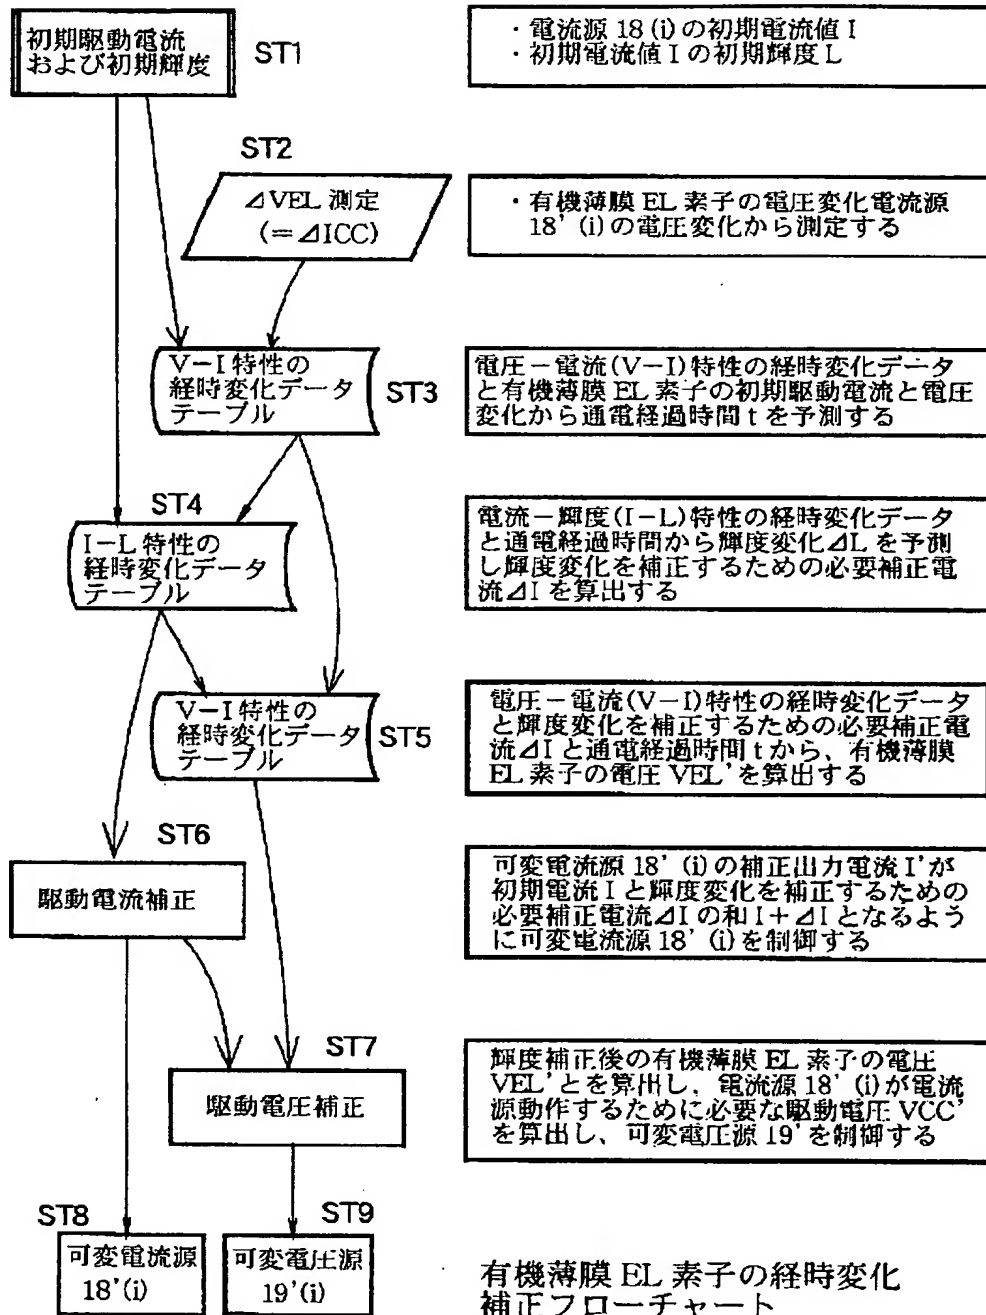 初期駆動電流
および初期輝度
ST1
・電流源 18 (i) の初期電流値 I
・初期電流値 I の初期輝度 L
ST2
⊿VEL 測定
(=⊿ICC)
・有機薄膜 EL 素子の電圧変化電流源
18' (i) の電圧変化から測定する
V−I 特性の
経時変化データ
テーブル
ST3
電圧−電流(V−I)特性の経時変化データ
と有機薄膜 EL 素子の初期駆動電流と電圧
変化から通電経過時間 t を予測する
ST4
I−L 特性の
経時変化データ
テーブル
電流−輝度(I−L)特性の経時変化データ
と通電経過時間から輝度変化⊿L を予測
し輝度変化を補正するための必要補正電
流⊿I を算出する
V−I 特性の
経時変化データ
テーブル
ST5
電圧−電流(V−I)特性の経時変化データ
と輝度変化を補正するための必要補正電
流⊿I と通電経過時間 t から、有機薄膜
EL 素子の電圧 VEL' を算出する
ST6
駆動電流補正
可変電流源 18' (i) の補正出力電流 I' が
初期電流 I と輝度変化を補正するための
必要補正電流⊿I の和 I+⊿I となるよう
に可変電流源 18' (i) を制御する
ST7
駆動電圧補正
輝度補正後の有機薄膜 EL 素子の電圧
VEL' とを算出し、電流源 18' (i) が電流
源動作するために必要な駆動電圧 VCC'
を算出し、可変電圧源 19' を制御する
ST8
可変電流源
18'(i)
ST9
可変電圧源
19'(i)
有機薄膜 EL 素子の経時変化
補正フローチャート